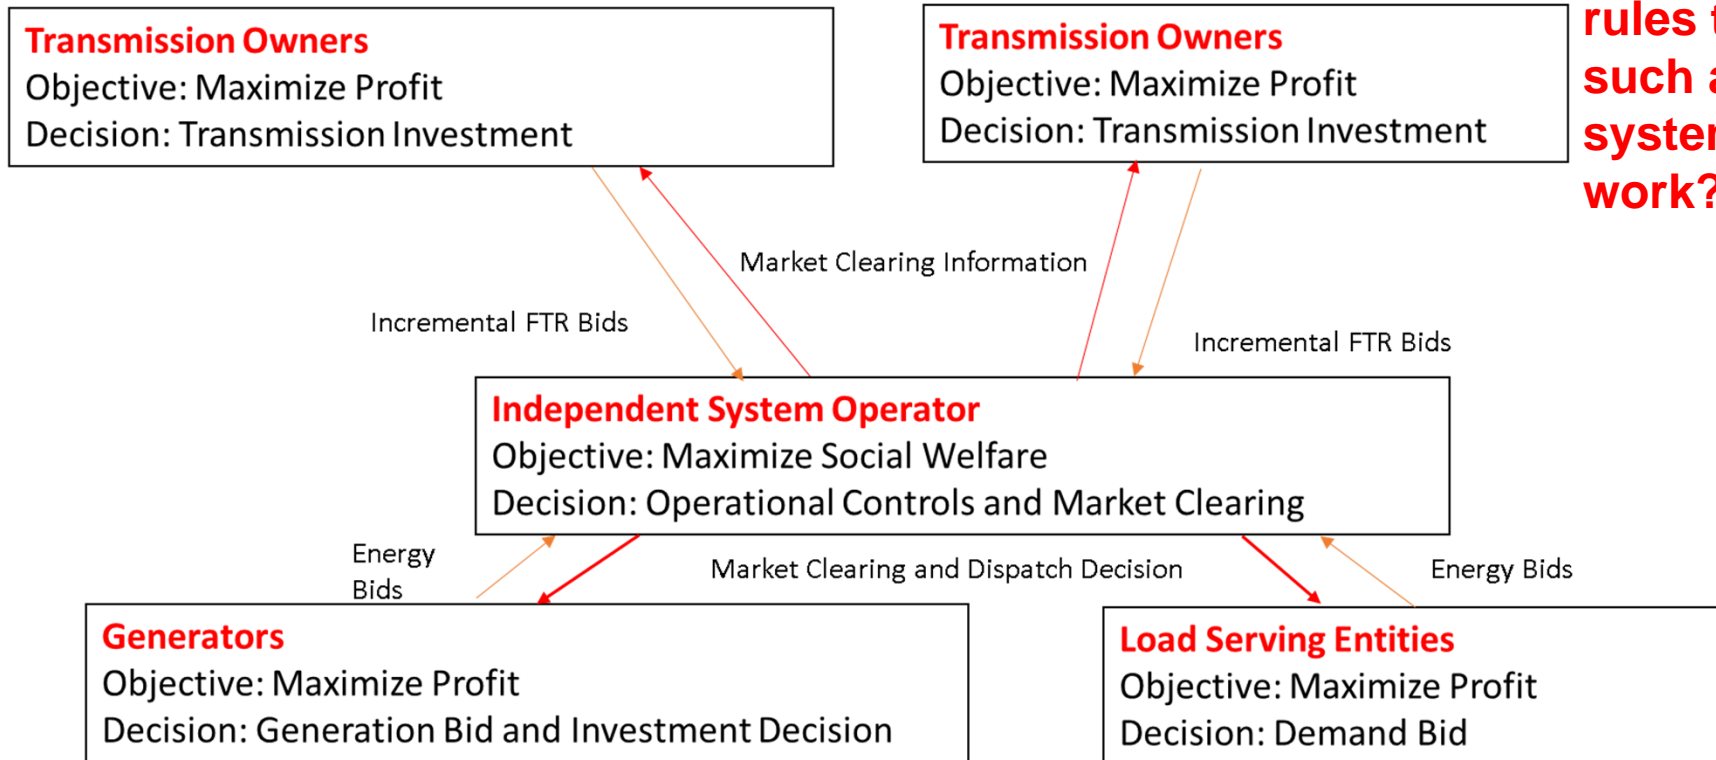 Transmission Owners
Objective: Maximize Profit
Decision: Transmission Investment
Transmission Owners
Objective: Maximize Profit
Decision: Transmission Investment
rules
such
work?
Market Clearing Information
Incremental FTR Bids
Incremental FTR Bids
Independent System Operator
Objective: Maximize Social Welfare
Decision: Operational Controls and Market Clearing
Energy
Bids
Market Clearing and Dispatch Decision
Energy Bids
Generators
Objective: Maximize Profit
Decision: Generation Bid and Investment Decision
Load Serving Entities
Objective: Maximize Profit
Decision: Demand Bid